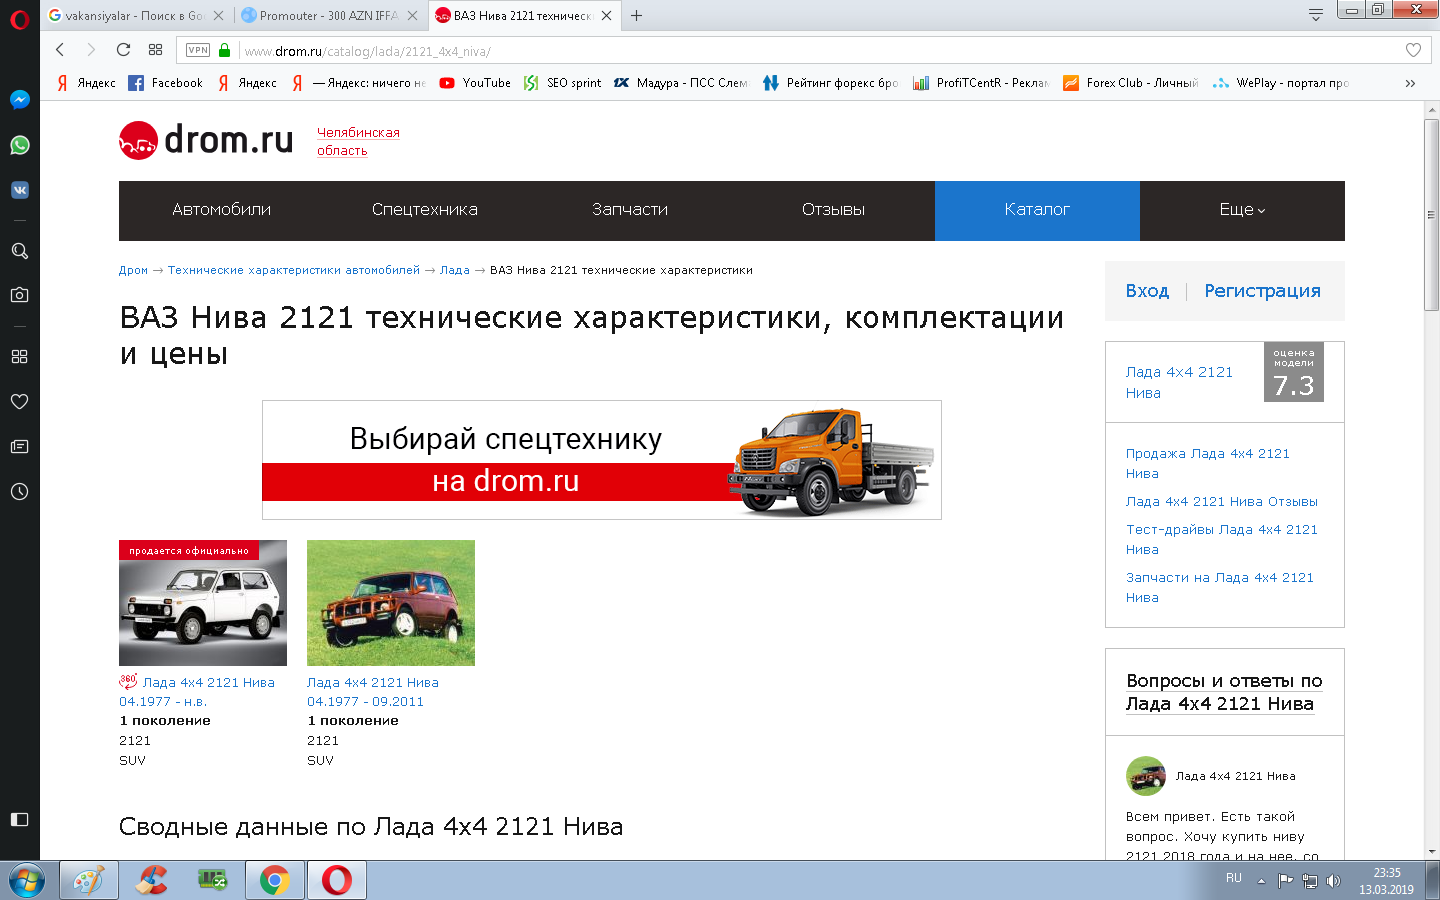 vakansiyalar - Поиск в Go
Promouter - 300 AZN IFFA
ВАЗ Нива 2121 техническ
VPN
www.drom.ru/catalog/lada/2121_4x4_niva/
Яндекс
Facebook
Яндекс
— Яндекс: ничего не
YouTube
SEO sprint
Мадура - ПСС Слем
Рейтинг форекс бро
ProfiTCentR - Реклам
Forex Club - Личный
WePlay - портал про
drom.ru
Челябинская
область
Автомобили
Спецтехника
Запчасти
Отзывы
Каталог
Еще
Дром → Технические характеристики автомобилей → Лада → ВАЗ Нива 2121 технические характеристики
ВАЗ Нива 2121 технические характеристики, комплектации
и цены
Выбирай спецтехнику
на drom.ru
продается официально
360°
Лада 4x4 2121 Нива
04.1977 - н.в.
1 поколение
2121
SUV
Лада 4x4 2121 Нива
04.1977 - 09.2011
1 поколение
2121
SUV
Сводные данные по Лада 4x4 2121 Нива
Вход
Регистрация
Лада 4x4 2121
Нива
оценка
модели
7.3
Продажа Лада 4x4 2121
Нива
Лада 4x4 2121 Нива Отзывы
Тест-драйвы Лада 4x4 2121
Нива
Запчасти на Лада 4x4 2121
Нива
Вопросы и ответы по
Лада 4x4 2121 Нива
Лада 4x4 2121 Нива
Всем привет. Есть такой
вопрос. Хочу купить ниву
2121 2018 года и на нее, со
RU
23:35
13.03.2019